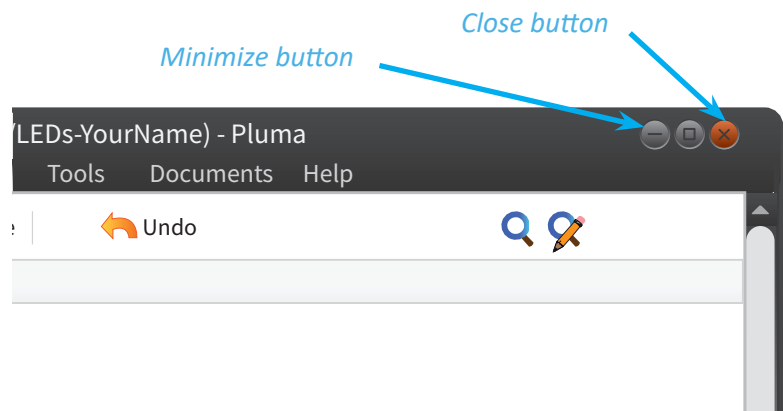 Close button
Minimize button
/LEDs-YourName) - Pluma
Tools Documents Help
Undo